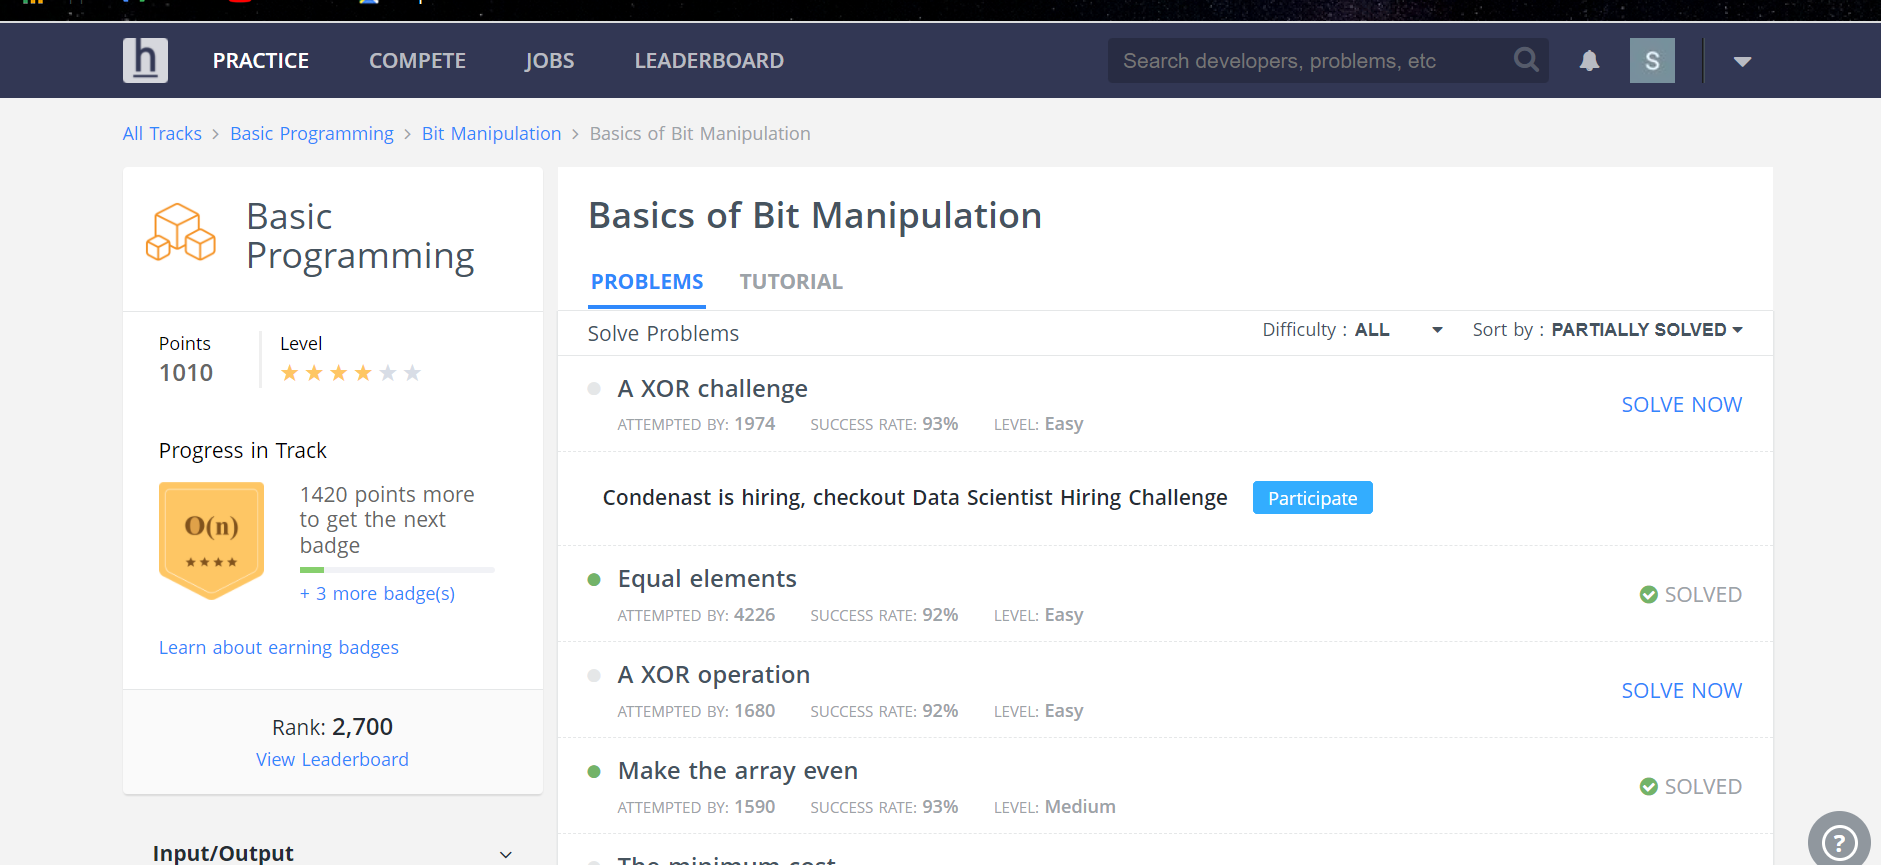 h
PRACTICE COMPETE JOBS LEADERBOARD Search developers, problems, etc S
All Tracks > Basic Programming > Bit Manipulation > Basics of Bit Manipulation
Basic
Programming
Points Level
1010
Progress in Track
O(n)
1420 points more
to get the next
badge
+ 3 more badge(s)
Learn about earning badges
Rank: 2,700
View Leaderboard
Input/Output
Basics of Bit Manipulation
PROBLEMS TUTORIAL
Solve Problems Difficulty : ALL Sort by : PARTIALLY SOLVED
A XOR challenge
ATTEMPTED BY: 1974 SUCCESS RATE: 93% LEVEL: Easy
SOLVE NOW
Condenast is hiring, checkout Data Scientist Hiring Challenge Participate
Equal elements
ATTEMPTED BY: 4226 SUCCESS RATE: 92% LEVEL: Easy
SOLVED
A XOR operation
ATTEMPTED BY: 1680 SUCCESS RATE: 92% LEVEL: Easy
SOLVE NOW
Make the array even
ATTEMPTED BY: 1590 SUCCESS RATE: 93% LEVEL: Medium
SOLVED
The minimum cost
?